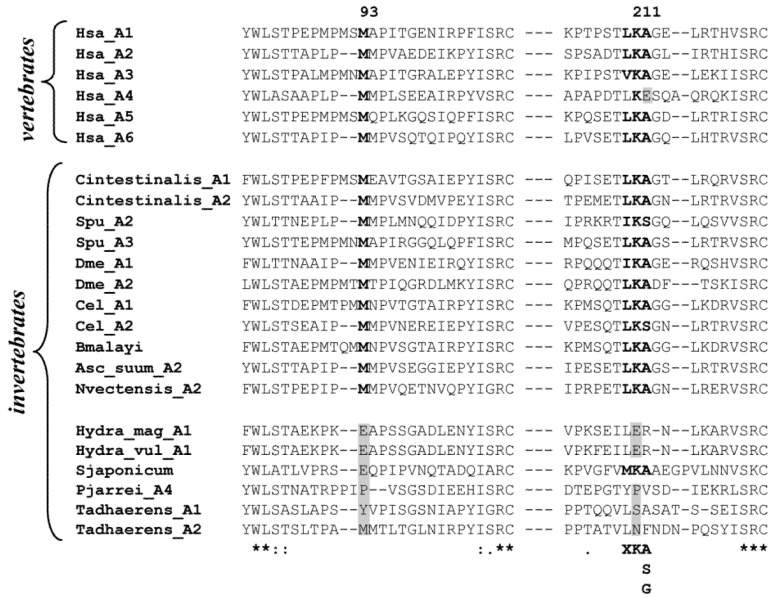 93 211
vertebrates
Hsa_A1 YWLSTPEPMPMSMAPITGENIRPFISRC --- KPTPSTLKAGE--LRTHVSRC
Hsa_A2 YWLSTTAPLP--MMPVAEDEIKPYISRC --- SPSADTLKAGL--IRTHISRC
Hsa_A3 YWLSTPALMPMNMAPITGRALEPYISRC --- KPIPSTVKAGE--LEKIISRC
Hsa_A4 YWLASAAPLP--MMPLSEEAIRPYVSRC --- APAPDTLKESQA-QRQKISRC
Hsa_A5 YWLSTPEPMPMSMQPLKGQSIQPFISRC --- KPQSETLKAGD--LRTRISRC
Hsa_A6 YWLSTTAPIP--MMPVSQTQIPQYISRC --- LPVSETLKAGQ--LHTRVSRC
invertebrates
Cintestinalis_A1 FWLSTPEPFPMSMEAVTGSAIEPYISRC --- QPISETLKAGT--LRQRVSRC
Cintestinalis_A2 YWLSTTAAIP--MMPVSVDMVPEYISRC --- TPEMETLKAGN--LRTRVSRC
Spu_A2 YWLTTNEPLP--MMPLMNQQIDPYISRC --- IPRKRTIKSGQ--LQSVVSRC
Spu_A3 YWLSTTEPMPMNMAPIRGGQLQPFISRC --- MPQSETLKAGS--LRTRVSRC
Dme_A1 FWLTTNAAIP--MMPVENIEIRQYISRC --- RPQQQTIKAGE--RQSHVSRC
Dme_A2 LWLSTAEPMPMTMTPIQGRDLMKYISRC --- QPRQQTLKADF--TSKISRC
Cel_A1 FWLSTDEPMTPMMNPVTGTAIRPYISRC --- KPMSQTLKAGG--LKDRVSRC
Cel_A2 YWLSTSEAIP--MMPVNEREIEPYISRC --- VPESQTLKSGN--LRTRVSRC
Bmalayi FWLSTAEPMTQMMNPVSGTAIRPYISRC --- KPMSQTLKAGG--LKDRVSRC
Asc_suum_A2 YWLSTTAPIP--MMPVSEGGIEPYISRC --- IPESETLKAGS--LRTRVSRC
Nvectensis_A2 FWLSTPEPIP--MMPVQETNVQPYIGRC --- IPRPETLKAGN--LRERVSRC
Hydra_mag_A1 FWLSTAEKPK--EAPSSGADLENYISRC --- VPKSEILER-N--LKARVSRC
Hydra_vul_A1 FWLSTAEKPK--EAPSSGADLENYISRC --- VPKFEILER-N--LKARVSRC
Sjaponicum YWLATLVPRS--EQPIPVNQTADQIARC --- KPVGFVMKAAEGPVLNNVSKC
Pjarrei_A4 YWLSTNATRPPIPP--VSGSDIEEHISRC --- DTEPGTYPVSD--IEKRLSRC
Tadhaerens_A1 YWLSASLAPS--YVPISGSNIAPYIGRC --- PPTQQVLSASAT-S-SEISRC
Tadhaerens_A2 YWLSTSLTPA--MMTLTGLNIRPYISRC --- PPTATVLNFNDN-PQSYISRC
**:: :.** . XKA ***
S
G